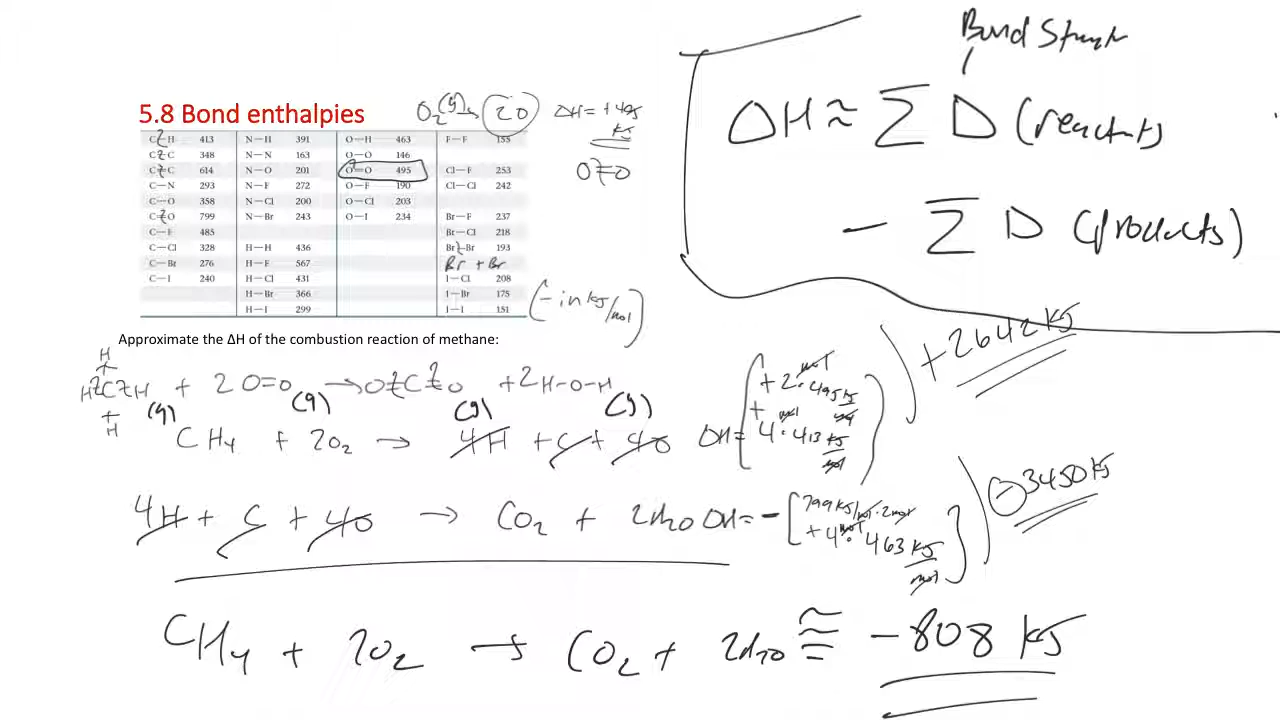 Bond Strength
5.8 Bond enthalpies
O₂(g) → 2O ΔH = +495 kJ
O=O
ΔH ≈ Σ D (reactants)
− Σ D (products)
C—H 413 N—H 391 O—H 463 F—F 155
C—C 348 N—N 163 O—O 146
C=C 614 N—O 201 O=O 495 Cl—F 253
C—N 293 N—F 272 O—F 190 Cl—Cl 242
C—O 358 N—Cl 200 O—Cl 203
C=O 799 N—Br 243 O—I 234 Br—F 237
C—F 485 Br—Cl 218
C—Cl 328 H—H 436 Br—Br 193
C—Br 276 H—F 567 Br + Br
C—I 240 H—Cl 431 I—Cl 208
H—Br 366 I—Br 175
H—I 299 I—I 151
(– in kJ/mol)
Approximate the ΔH of the combustion reaction of methane:
+2642 kJ
H
H C H + 2 O=O → O=C=O + 2 H-O-H
H
(g) (g) (g) (g)
CH₄ + 2O₂ → 4H + C + 4O ΔH = [+2 mol · 495 kJ/mol
+ 4 mol · 413 kJ/mol]
4H + C + 4O → CO₂ + 2H₂O ΔH = −[799 kJ/mol · 2mol
+ 4 mol · 463 kJ/mol]
− 3450 kJ
CH₄ + 2O₂ → CO₂ + 2H₂O ≅ −808 kJ